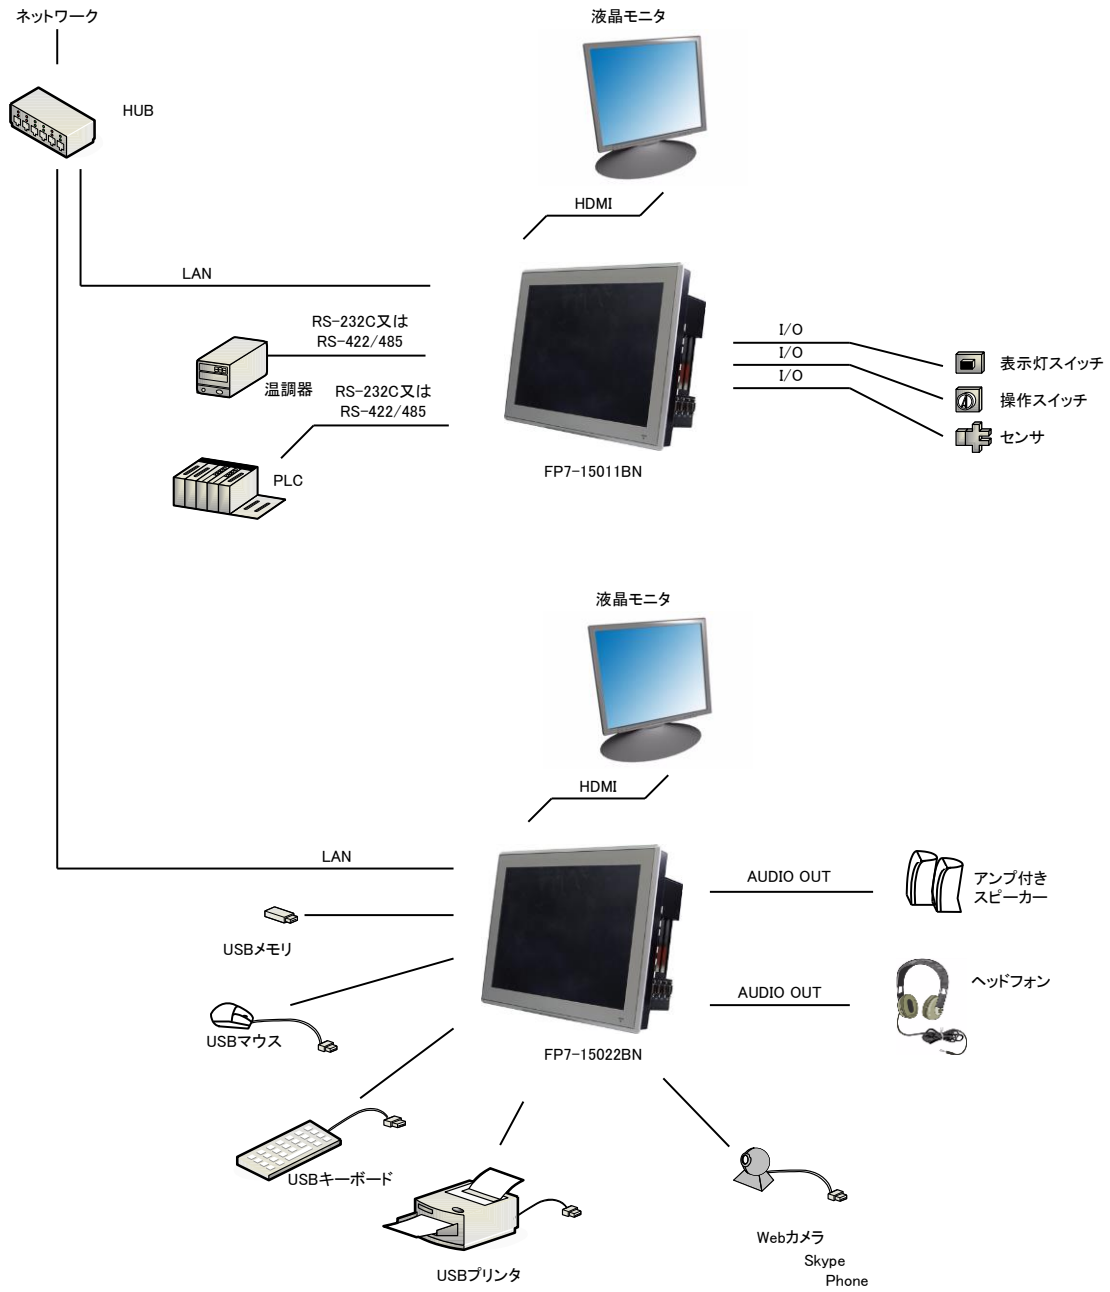 ネットワーク
液晶モニタ
HUB
HDMI
LAN
RS-232C又は
RS-422/485
温調器
RS-232C又は
RS-422/485
PLC
I/O
I/O
I/O
表示灯スイッチ
操作スイッチ
センサ
FP7-15011BN
液晶モニタ
HDMI
LAN
AUDIO OUT
アンプ付き
スピーカー
USBメモリ
AUDIO OUT
ヘッドフォン
USBマウス
FP7-15022BN
USBキーボード
USBプリンタ
Webカメラ
Skype
Phone